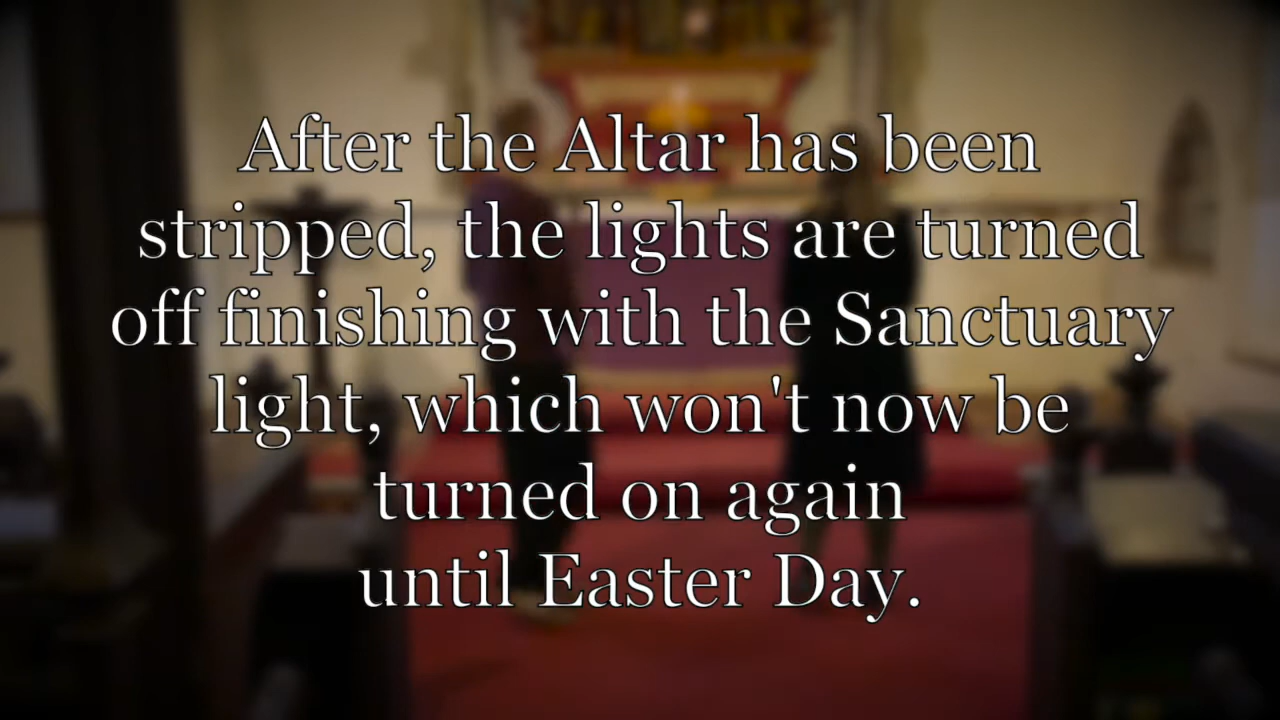 After the Altar has been
stripped, the lights are turned
off finishing with the Sanctuary
light, which won't now be
turned on again
until Easter Day.